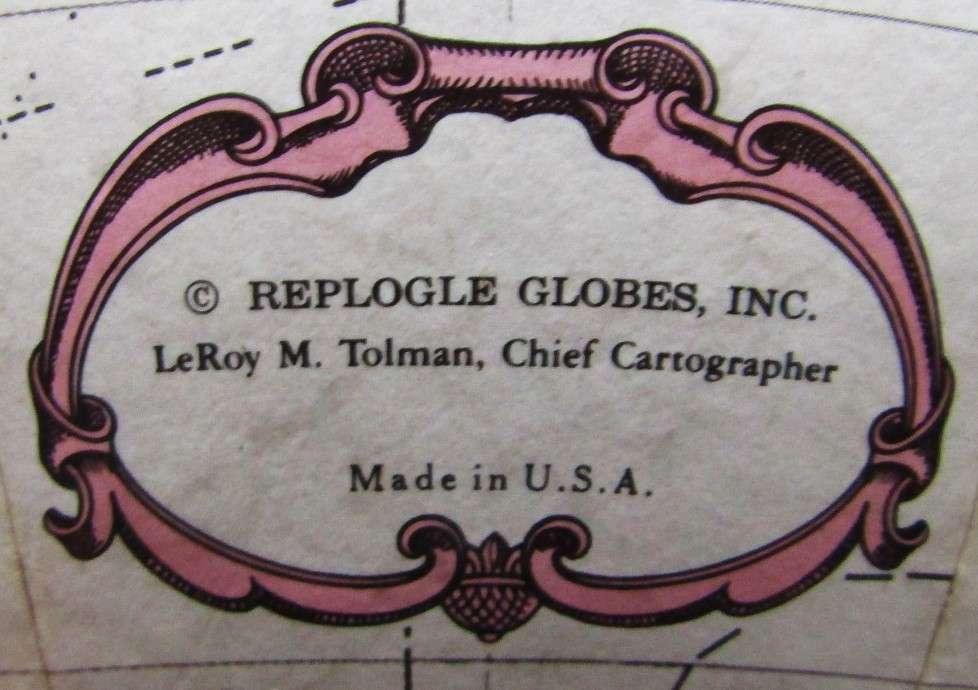 © REPLOGLE GLOBES, INC.
LeRoy M. Tolman, Chief Cartographer
Made in U.S.A.